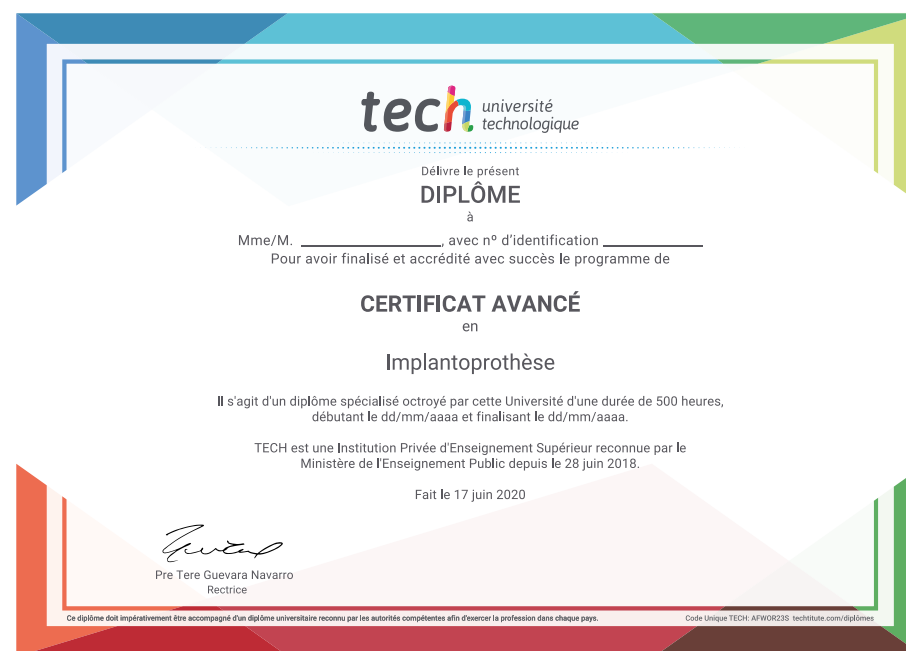 tech université
technologique
Délivre le présent
DIPLÔME
à
Mme/M. ____________________, avec nº d'identification ______________
Pour avoir finalisé et accrédité avec succès le programme de
CERTIFICAT AVANCÉ
en
Implantoprothèse
Il s'agit d'un diplôme spécialisé octroyé par cette Université d'une durée de 500 heures,
débutant le dd/mm/aaaa et finalisant le dd/mm/aaaa.
TECH est une Institution Privée d'Enseignement Supérieur reconnue par le
Ministère de l'Enseignement Public depuis le 28 juin 2018.
Fait le 17 juin 2020
Pre Tere Guevara Navarro
Rectrice
Ce diplôme doit impérativement être accompagné d'un diplôme universitaire reconnu par les autorités compétentes afin d'exercer la profession dans chaque pays.
Code Unique TECH: AFWOR23S techtitute.com/diplômes